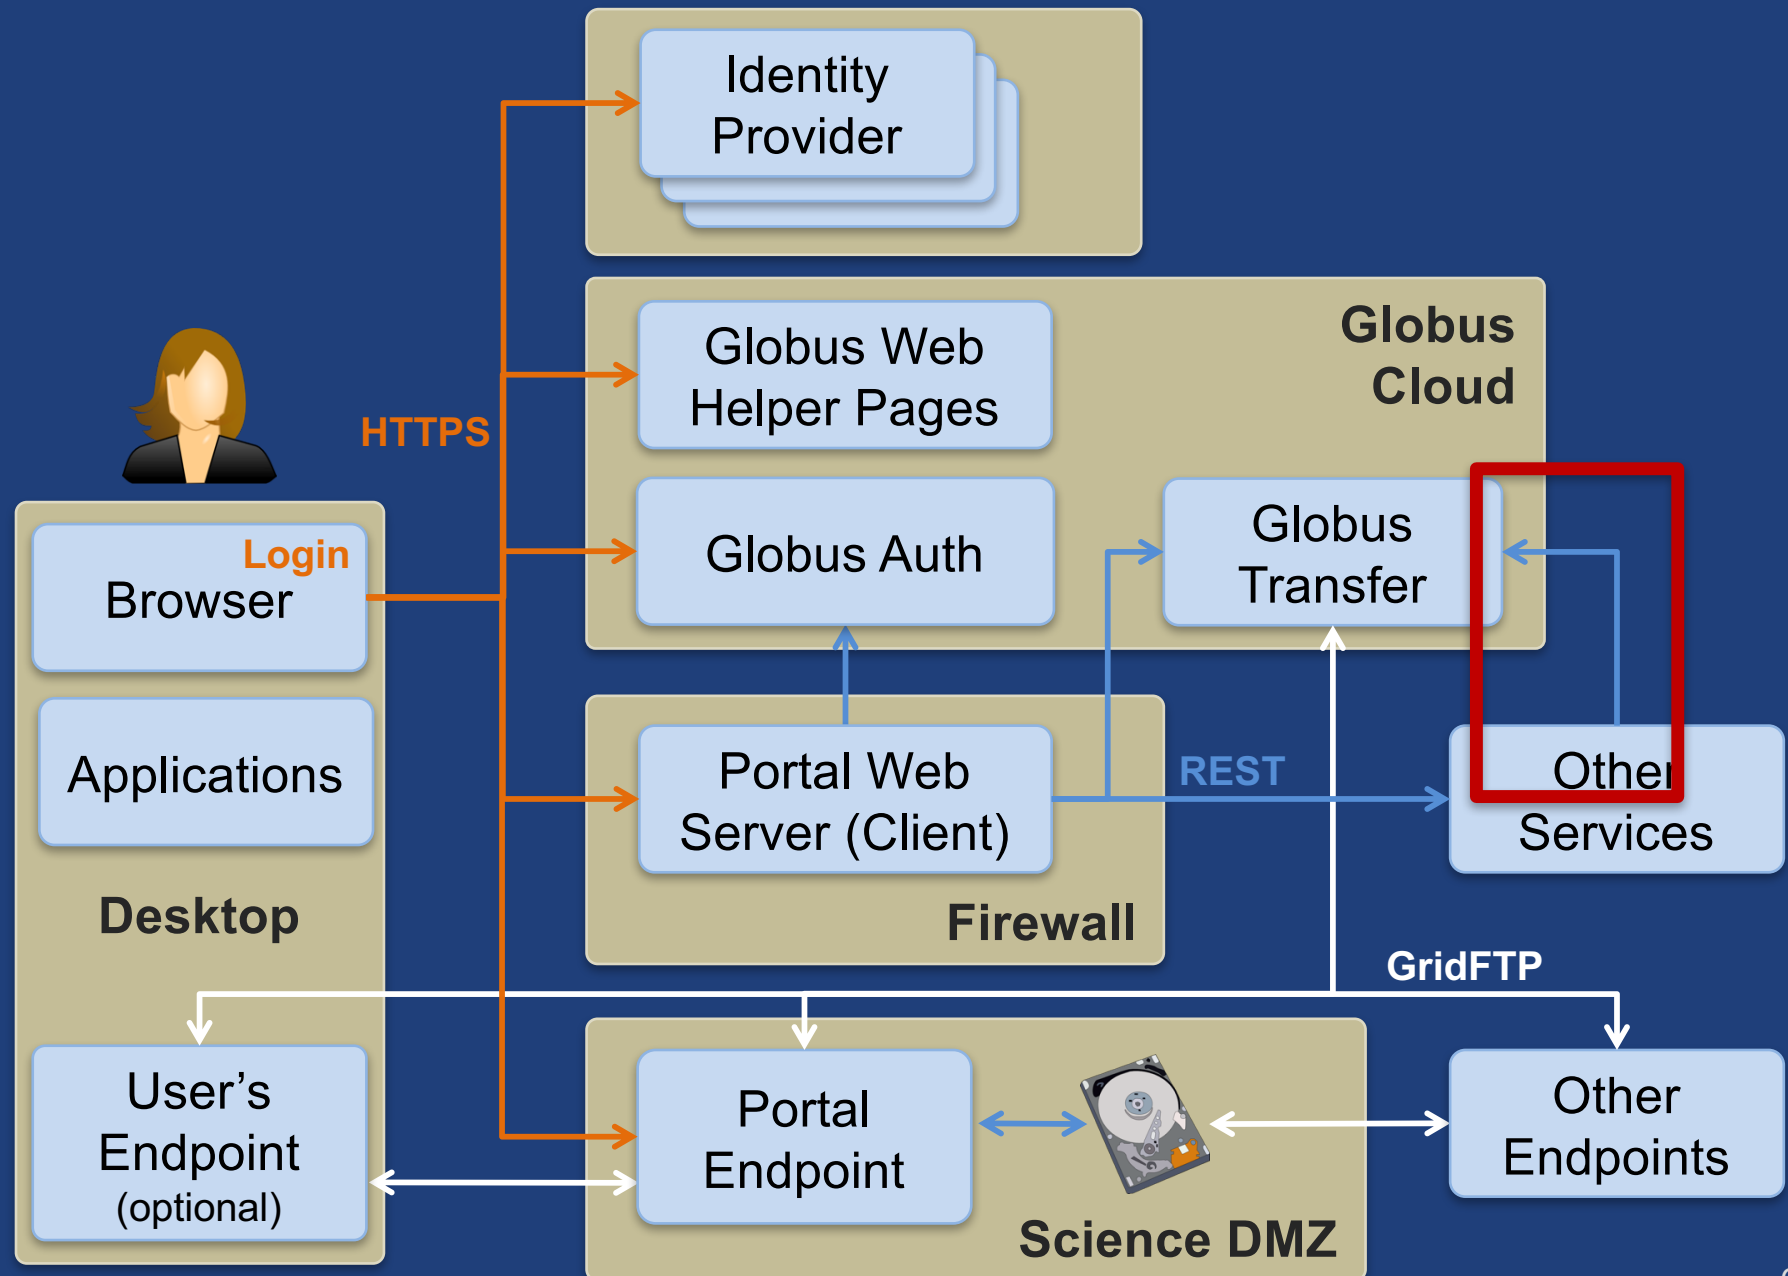 Identity
Provider
Globus Web
Helper Pages
Globus
Cloud
HTTPS
Login
Browser
Globus Auth
Globus
Transfer
Applications
Portal Web
Server (Client)
REST
Other
Services
Desktop
Firewall
GridFTP
User’s
Endpoint
(optional)
Portal
Endpoint
Other
Endpoints
Science DMZ